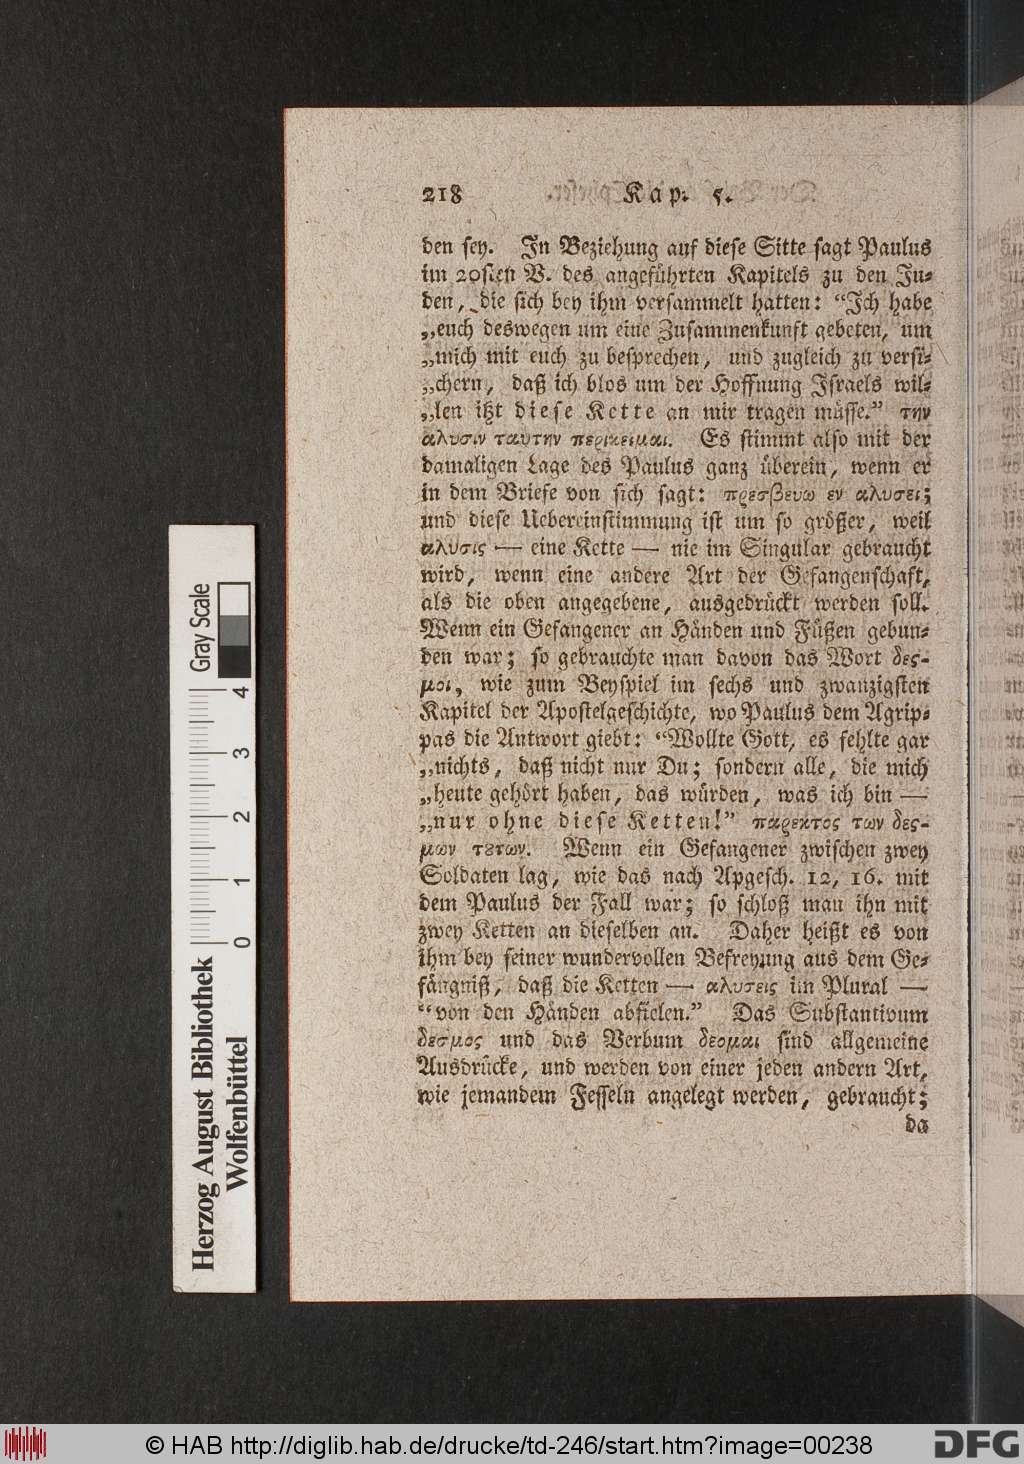 218 Kap. 5.
den sey. In Beziehung auf diese Sitte sagt Paulus
im 20sten V. des angeführten Kapitels zu den Ju-
den, die sich bey ihm versammelt hatten: “Ich habe
„euch deswegen um eine Zusammenkunft gebeten, um
„mich mit euch zu besprechen, und zugleich zu versi-
„chern, daß ich blos um der Hoffnung Israels wil-
„len itzt diese Kette an mir tragen müsse.” την
αλυσιν ταυτην περικειμαι. Es stimmt also mit der
damaligen Lage des Paulus ganz überein, wenn er
in dem Briefe von sich sagt: πρεσβευω εν αλυσει;
und diese Uebereinstimmung ist um so größer, weil
αλυσις — eine Kette — nie im Singular gebraucht
wird, wenn eine andere Art der Gefangenschaft,
als die oben angegebene, ausgedrückt werden soll.
Wenn ein Gefangener an Händen und Füßen gebun-
den war; so gebrauchte man davon das Wort δες-
μοι, wie zum Beyspiel im sechs und zwanzigsten
Kapitel der Apostelgeschichte, wo Paulus dem Agrip-
pas die Antwort giebt: “Wollte Gott, es fehlte gar
„nichts, daß nicht nur Du; sondern alle, die mich
„heute gehört haben, das würden, was ich bin —
„nur ohne diese Ketten!” παρεκτος των δες-
μων τȣτων. Wenn ein Gefangener zwischen zwey
Soldaten lag, wie das nach Apgesch. 12, 16. mit
dem Paulus der Fall war; so schloß man ihn mit
zwey Ketten an dieselben an. Daher heißt es von
ihm bey seiner wundervollen Befreyung aus dem Ge-
fängniß, daß die Ketten — αλυσεις im Plural —
“von den Händen abfielen.” Das Substantivum
δεσμος und das Verbum δεομαι sind allgemeine
Ausdrücke, und werden von einer jeden andern Art,
wie jemandem Fesseln angelegt werden, gebraucht;
da
Gray Scale
0 1 2 3 4
Herzog August Bibliothek
Wolfenbüttel
© HAB http://diglib.hab.de/drucke/td-246/start.htm?image=00238
DFG